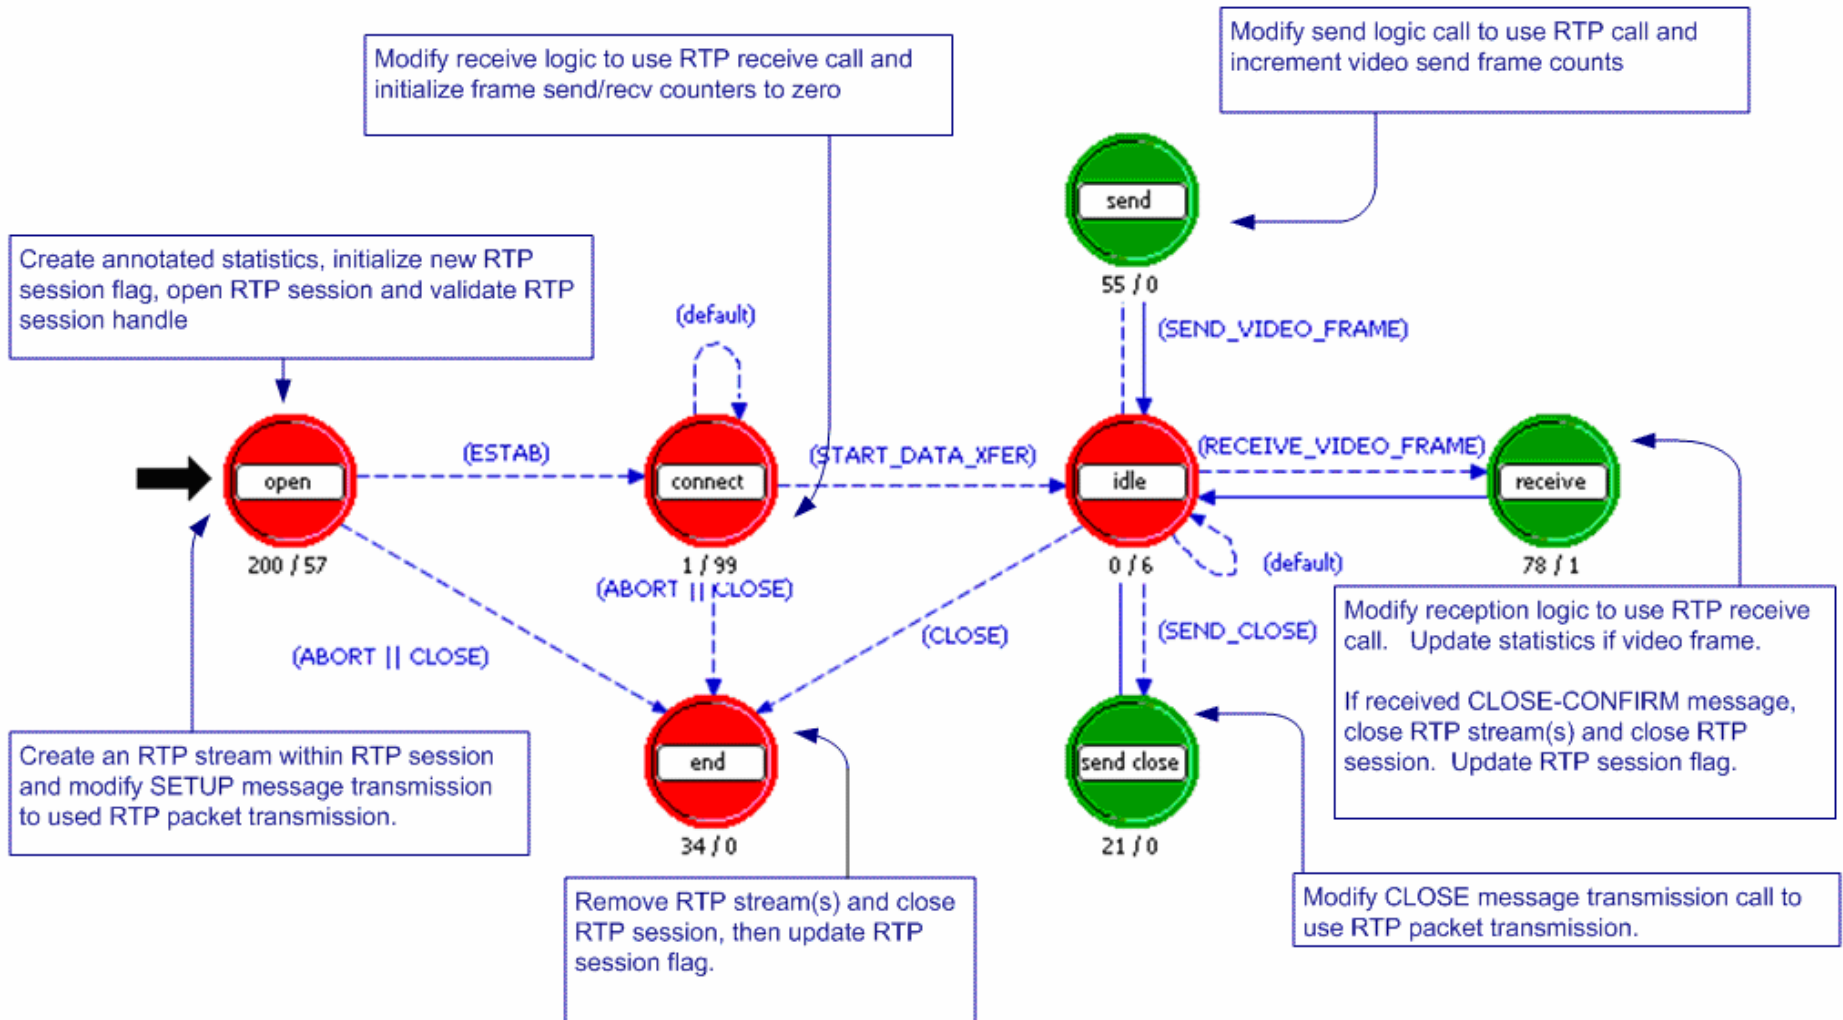 Modify send logic call to use RTP call and
increment video send frame counts
Modify receive logic to use RTP receive call and
initialize frame send/recv counters to zero
send
55 / 0
Create annotated statistics, initialize new RTP
session flag, open RTP session and validate RTP
session handle
(default)
(SEND_VIDEO_FRAME)
(ESTAB)
(START_DATA_XFER)
(RECEIVE_VIDEO_FRAME)
open
connect
idle
receive
200 / 57
1 / 99
0 / 6
(default)
78 / 1
(ABORT || CLOSE)
(ABORT || CLOSE)
(CLOSE)
(SEND_CLOSE)
Modify reception logic to use RTP receive
call. Update statistics if video frame.
If received CLOSE-CONFIRM message,
close RTP stream(s) and close RTP
session. Update RTP session flag.
Create an RTP stream within RTP session
and modify SETUP message transmission
to used RTP packet transmission.
end
send close
34 / 0
21 / 0
Remove RTP stream(s) and close
RTP session, then update RTP
session flag.
Modify CLOSE message transmission call to
use RTP packet transmission.